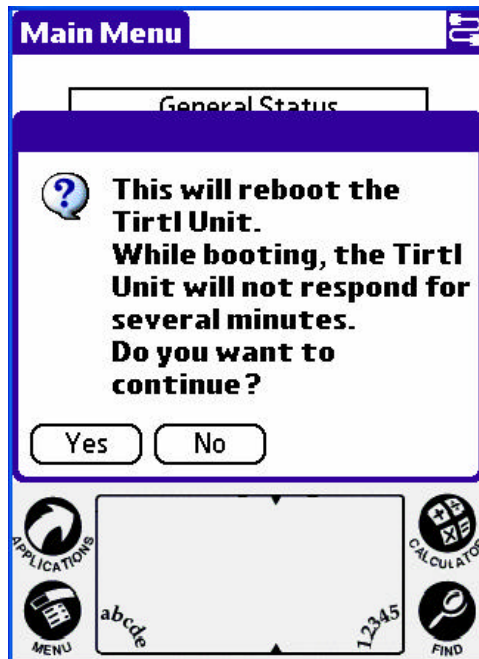 Main Menu
General Status
This will reboot the
Tirtl Unit.
While booting, the Tirtl
Unit will not respond for
several minutes.
Do you want to
continue?
Yes No
APPLICATIONS
CALCULATOR
abcde
12345
MENU
FIND